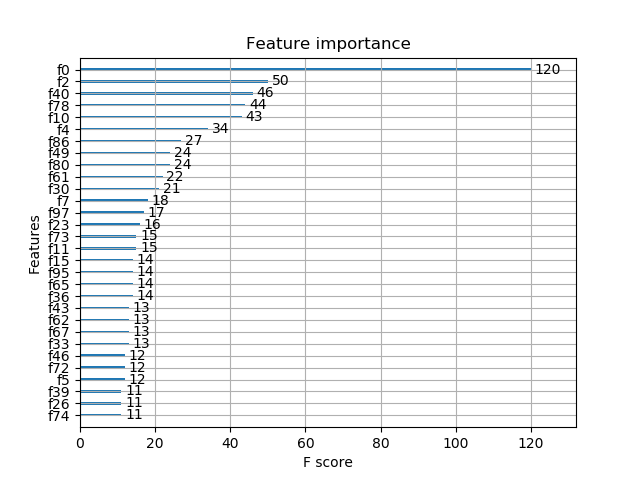 Feature importance
Features
f0 120
f2 50
f40 46
f78 44
f10 43
f4 34
f86 27
f49 24
f80 24
f61 22
f30 21
f7 18
f97 17
f23 16
f73 15
f11 15
f15 14
f95 14
f65 14
f36 14
f43 13
f62 13
f67 13
f33 13
f46 12
f72 12
f5 12
f39 11
f26 11
f74 11
0 20 40 60 80 100 120
F score